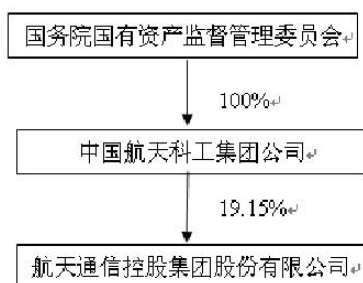 国务院国有资产监督管理委员会
100%
中国航天科工集团公司
19.15%
航天通信控股集团股份有限公司